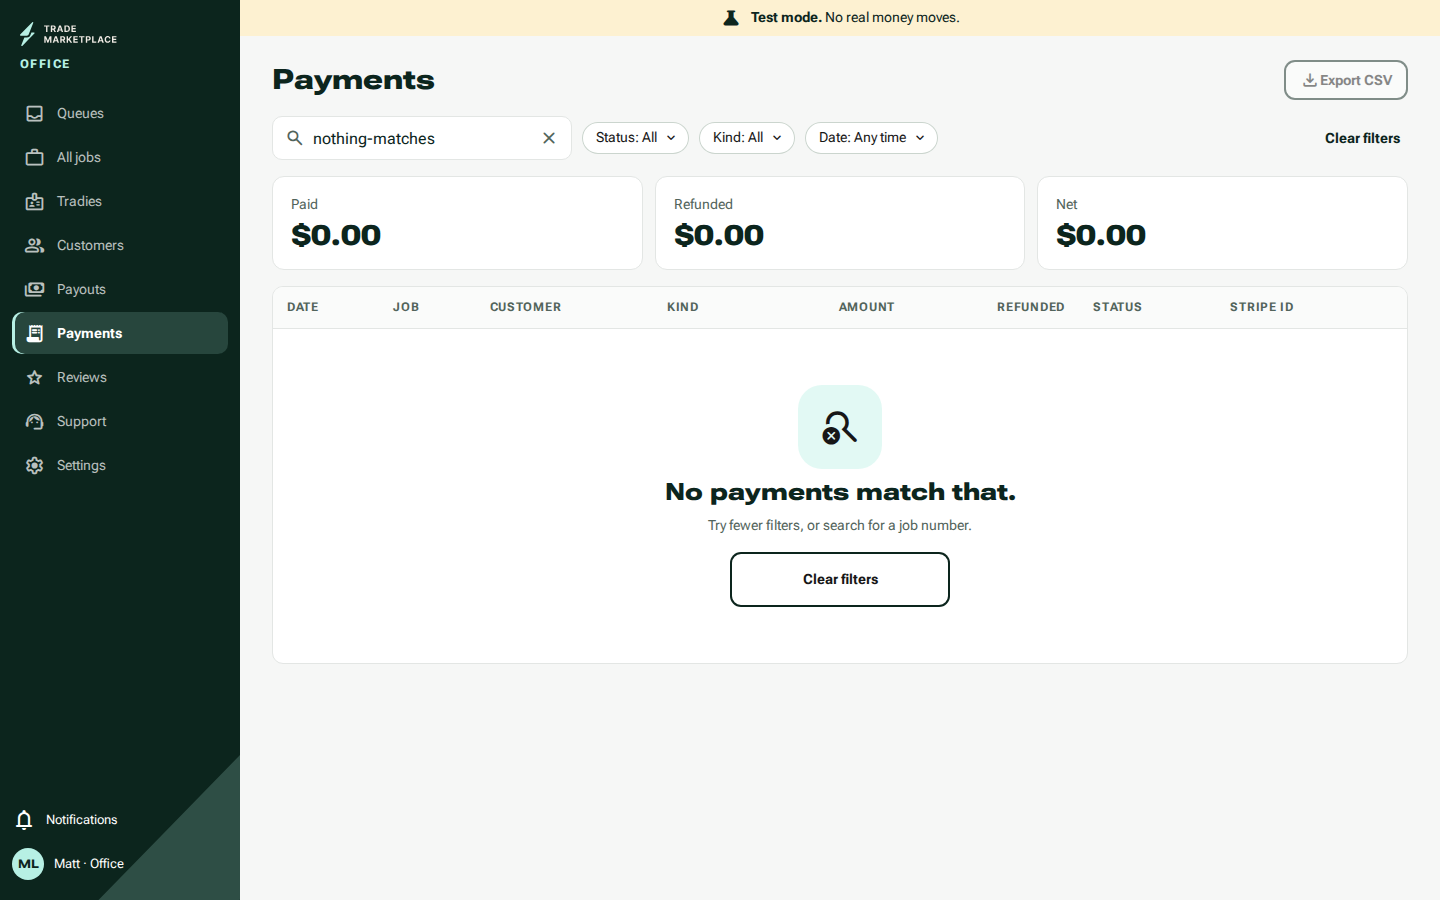 TRADE
MARKETPLACE
OFFICE
Queues
All jobs
Tradies
Customers
Payouts
Payments
Reviews
Support
Settings
Notifications
ML
Matt · Office
Test mode. No real money moves.
Payments
Export CSV
nothing-matches
Status: All
Kind: All
Date: Any time
Clear filters
Paid
$0.00
Refunded
$0.00
Net
$0.00
DATE JOB CUSTOMER KIND AMOUNT REFUNDED STATUS STRIPE ID
No payments match that.
Try fewer filters, or search for a job number.
Clear filters